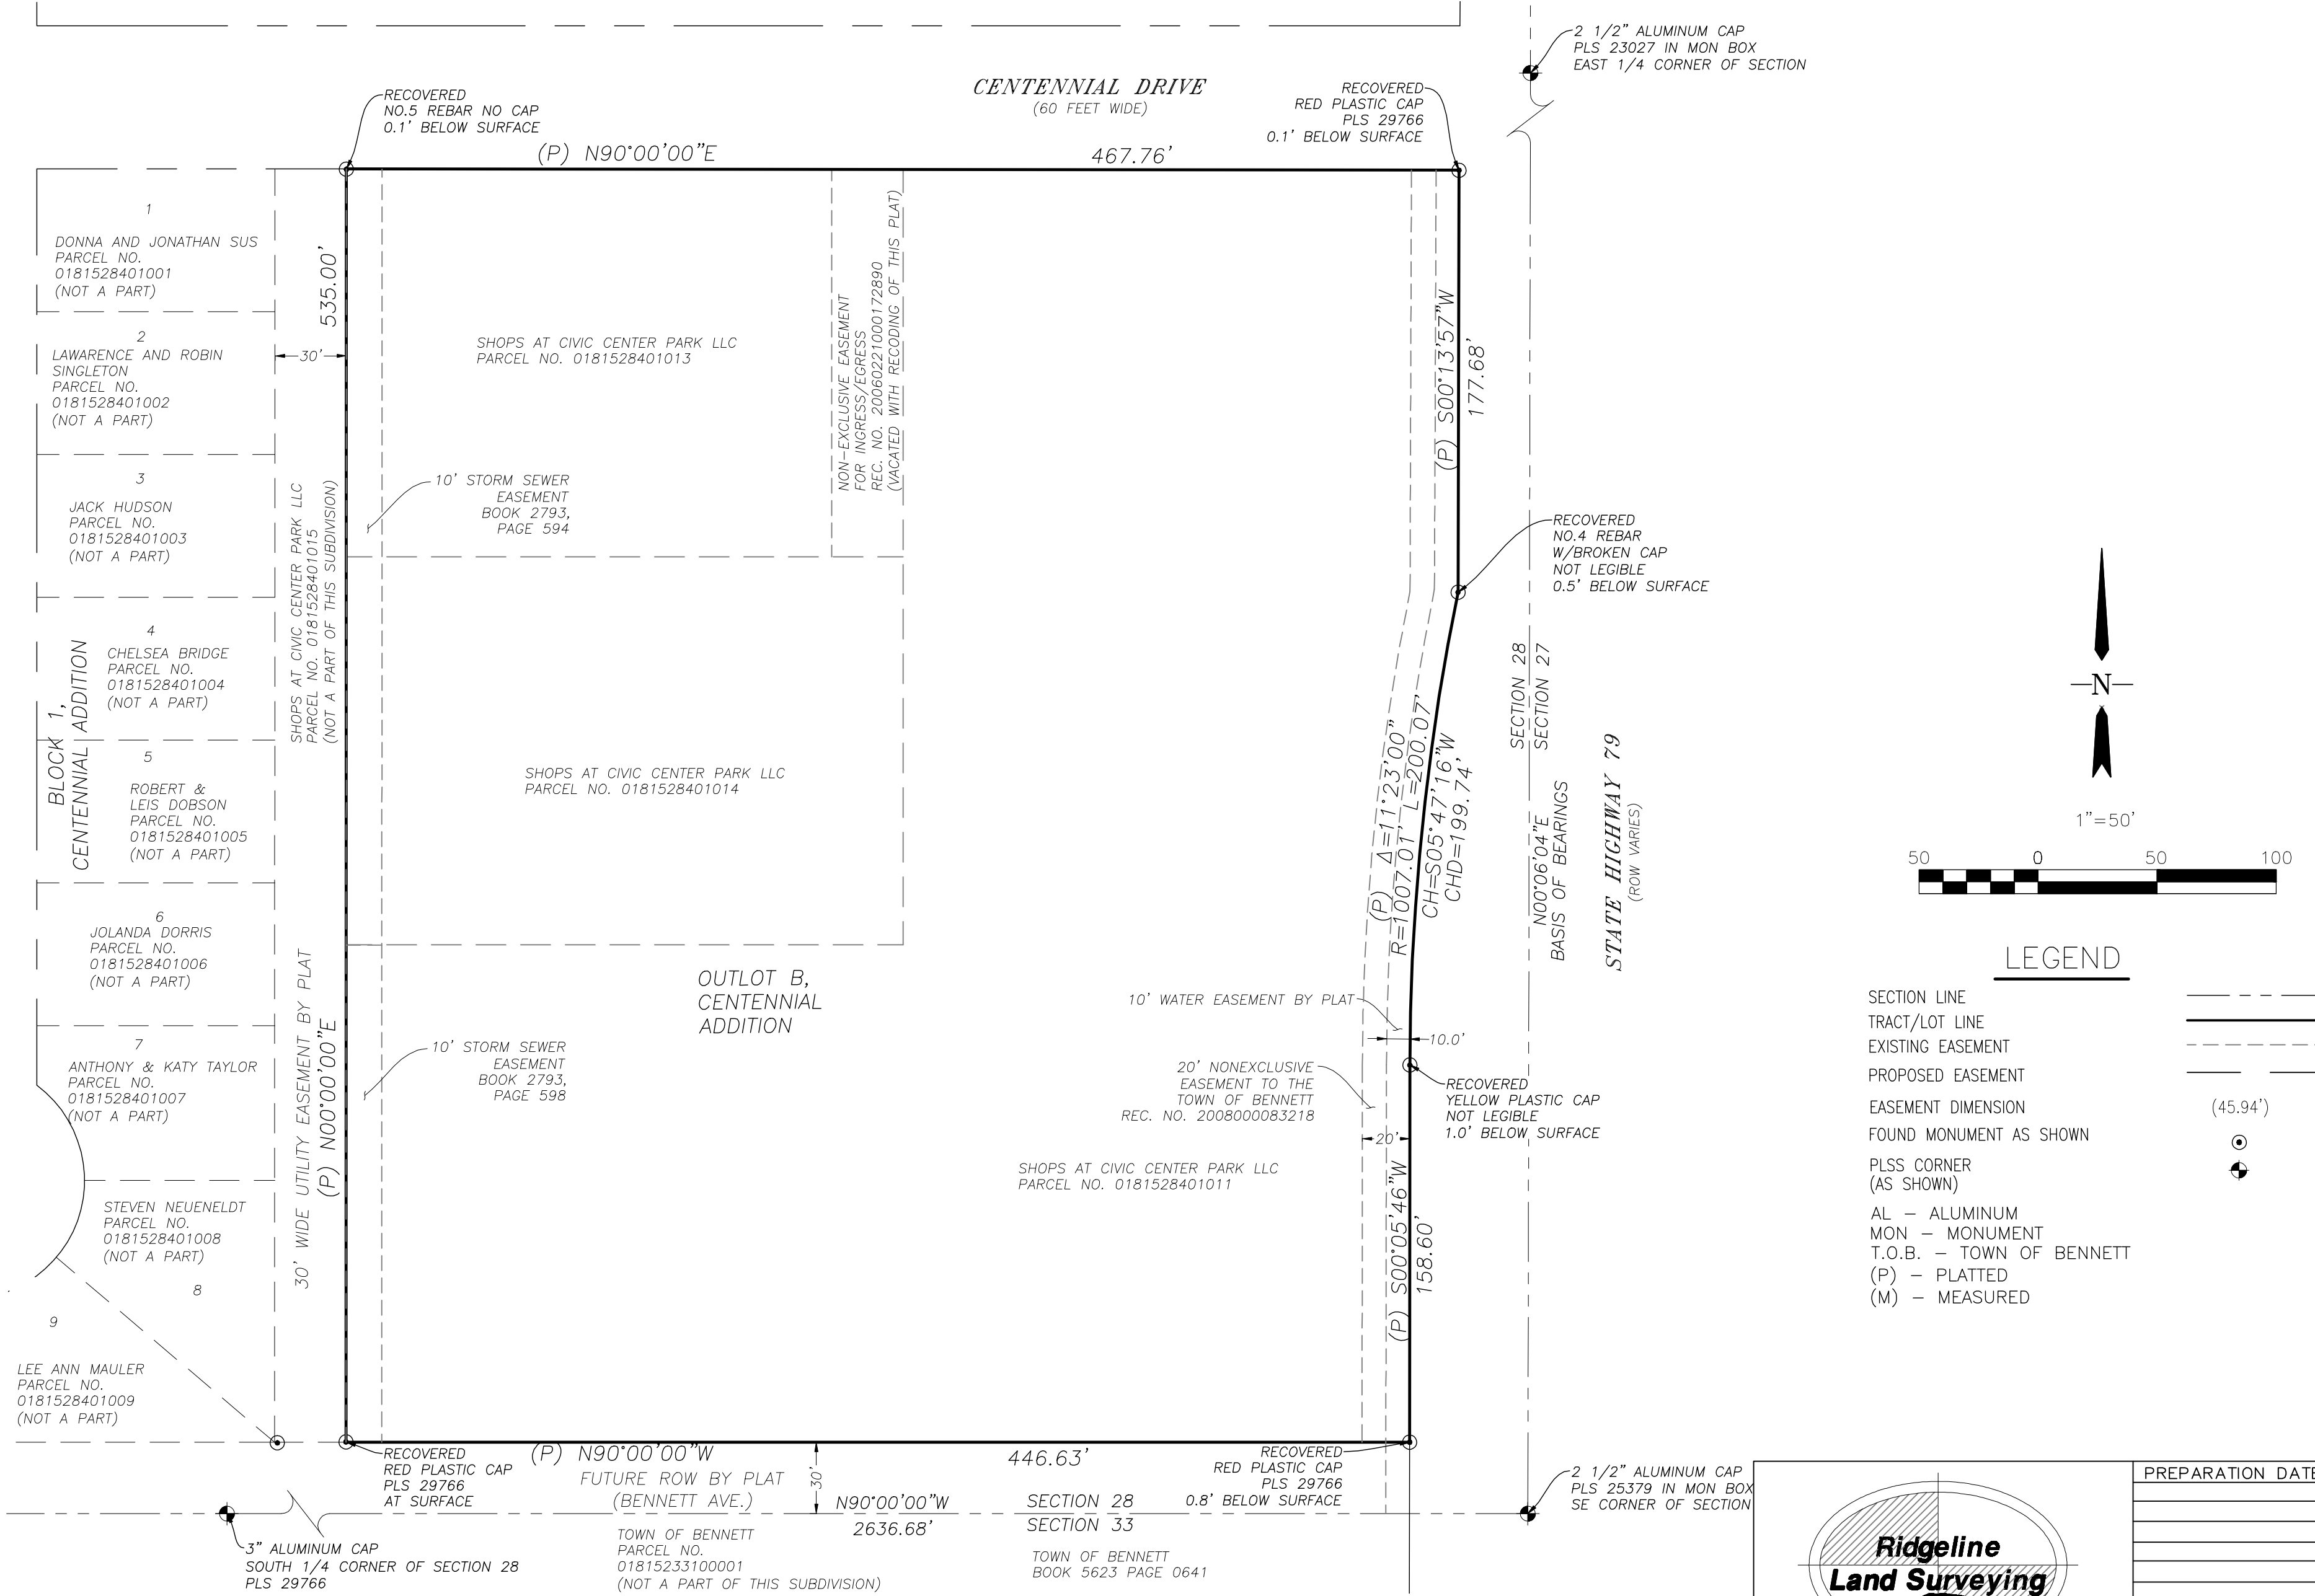 2 1/2" ALUMINUM CAP
PLS 23027 IN MON BOX
EAST 1/4 CORNER OF SECTION
CENTENNIAL DRIVE
(60 FEET WIDE)
RECOVERED
NO.5 REBAR NO CAP
0.1' BELOW SURFACE
RECOVERED
RED PLASTIC CAP
PLS 29766
0.1' BELOW SURFACE
(P) N90°00'00"E
467.76'
1
DONNA AND JONATHAN SUS
PARCEL NO.
0181528401001
(NOT A PART)
2
LAWARENCE AND ROBIN
SINGLETON
PARCEL NO.
0181528401002
(NOT A PART)
3
JACK HUDSON
PARCEL NO.
0181528401003
(NOT A PART)
4
CHELSEA BRIDGE
PARCEL NO.
0181528401004
(NOT A PART)
BLOCK 1,
CENTENNIAL ADDITION
5
ROBERT &
LEIS DOBSON
PARCEL NO.
0181528401005
(NOT A PART)
6
JOLANDA DORRIS
PARCEL NO.
0181528401006
(NOT A PART)
7
ANTHONY & KATY TAYLOR
PARCEL NO.
0181528401007
(NOT A PART)
STEVEN NEUENELDT
PARCEL NO.
0181528401008
(NOT A PART)
8
9
LEE ANN MAULER
PARCEL NO.
0181528401009
(NOT A PART)
535.00'
30'
SHOPS AT CIVIC CENTER PARK LLC
PARCEL NO. 0181528401015
(NOT A PART OF THIS SUBDIVISION)
30' WIDE UTILITY EASEMENT BY PLAT
(P) N00°00'00"E
SHOPS AT CIVIC CENTER PARK LLC
PARCEL NO. 0181528401013
10' STORM SEWER
EASEMENT
BOOK 2793,
PAGE 594
NON-EXCLUSIVE EASEMENT
FOR INGRESS/EGRESS
REC. NO. 20060221000172890
(VACATED WITH RECODING OF THIS PLAT)
SHOPS AT CIVIC CENTER PARK LLC
PARCEL NO. 0181528401014
OUTLOT B,
CENTENNIAL
ADDITION
10' STORM SEWER
EASEMENT
BOOK 2793,
PAGE 598
(P) S00°13'57"W
177.68'
RECOVERED
NO.4 REBAR
W/BROKEN CAP
NOT LEGIBLE
0.5' BELOW SURFACE
(P) Δ=11°23'00"
R=1007.01' L=200.07'
CH=S05°47'16"W
CHD=199.74'
SECTION 28
SECTION 27
N00°06'04"E
BASIS OF BEARINGS
STATE HIGHWAY 79
(ROW VARIES)
10' WATER EASEMENT BY PLAT
10.0'
20' NONEXCLUSIVE
EASEMENT TO THE
TOWN OF BENNETT
REC. NO. 2008000083218
20'
RECOVERED
YELLOW PLASTIC CAP
NOT LEGIBLE
1.0' BELOW SURFACE
SHOPS AT CIVIC CENTER PARK LLC
PARCEL NO. 0181528401011
(P) S00°05'46"W
158.60'
N
1"=50'
50 0 50 100
LEGEND
SECTION LINE
TRACT/LOT LINE
EXISTING EASEMENT
PROPOSED EASEMENT
EASEMENT DIMENSION (45.94')
FOUND MONUMENT AS SHOWN
PLSS CORNER
(AS SHOWN)
AL – ALUMINUM
MON – MONUMENT
T.O.B. – TOWN OF BENNETT
(P) – PLATTED
(M) – MEASURED
RECOVERED
RED PLASTIC CAP
PLS 29766
AT SURFACE
(P) N90°00'00"W
446.63'
FUTURE ROW BY PLAT
(BENNETT AVE.)
30'
RECOVERED
RED PLASTIC CAP
PLS 29766
0.8' BELOW SURFACE
N90°00'00"W
2636.68'
SECTION 28
SECTION 33
2 1/2" ALUMINUM CAP
PLS 25379 IN MON BOX
SE CORNER OF SECTION
3" ALUMINUM CAP
SOUTH 1/4 CORNER OF SECTION 28
PLS 29766
TOWN OF BENNETT
PARCEL NO.
01815233100001
(NOT A PART OF THIS SUBDIVISION)
TOWN OF BENNETT
BOOK 5623 PAGE 0641
PREPARATION DATE
Ridgeline
Land Surveying